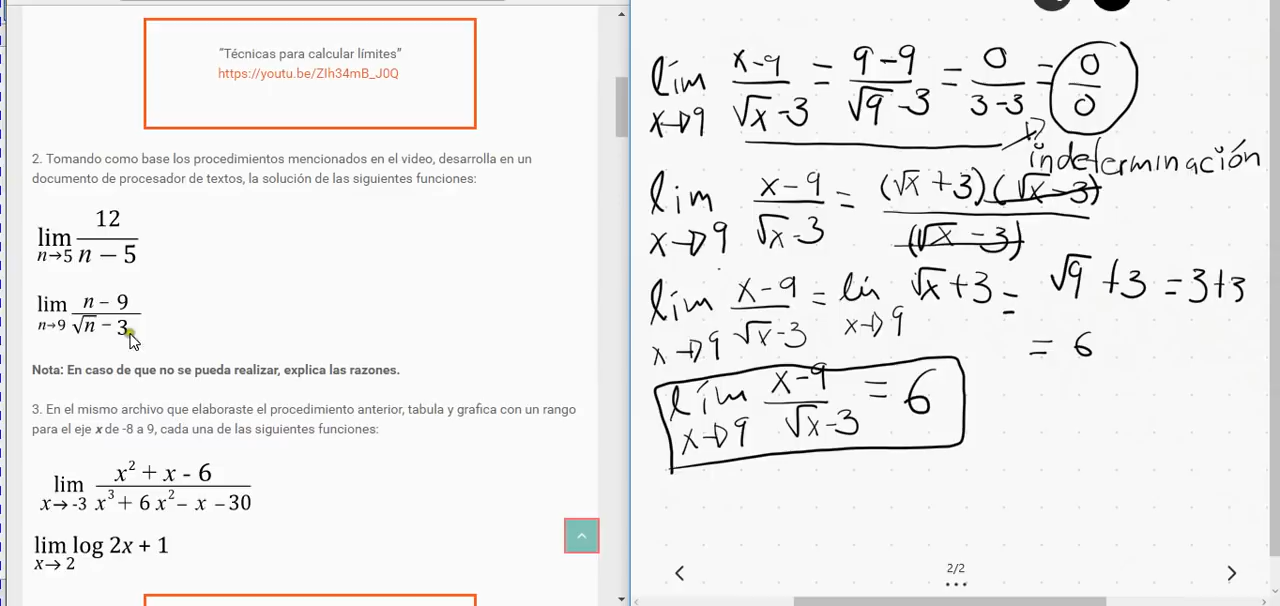 "Técnicas para calcular límites"
https://youtu.be/ZIh34mB_J0Q
2. Tomando como base los procedimientos mencionados en el video, desarrolla en un
documento de procesador de textos, la solución de las siguientes funciones:
lim n→5 12/(n − 5)
lim n→9 (n − 9)/(√n − 3)
Nota: En caso de que no se pueda realizar, explica las razones.
3. En el mismo archivo que elaboraste el procedimiento anterior, tabula y grafica con un rango
para el eje x de -8 a 9, cada una de las siguientes funciones:
lim x→ -3 (x² + x - 6)/(x³ + 6 x² − x − 30)
lim x→ 2 log 2x + 1
lím x→9 (x−9)/(√x −3) = (9−9)/(√9 −3) = 0/(3−3) = 0/0
indeterminación
lím x→9 (x−9)/(√x −3) = (√x +3)(√x −3)/(√x −3)
lím x→9 (x−9)/(√x −3) = lím x→9 √x +3 = √9 +3 = 3+3
= 6
lím x→9 (x−9)/(√x −3) = 6
2/2